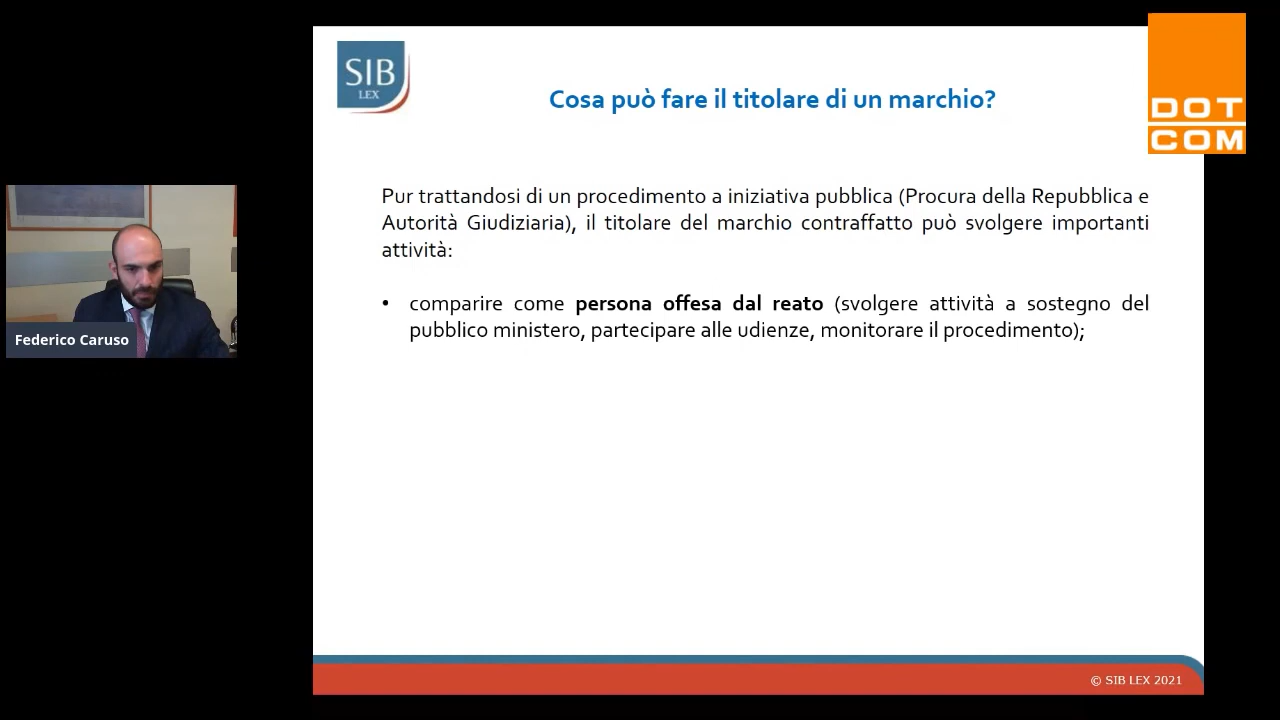 SIB
LEX
Cosa può fare il titolare di un marchio?
DOT
COM
Pur trattandosi di un procedimento a iniziativa pubblica (Procura della Repubblica e
Autorità Giudiziaria), il titolare del marchio contraffatto può svolgere importanti
attività:
• comparire come persona offesa dal reato (svolgere attività a sostegno del
pubblico ministero, partecipare alle udienze, monitorare il procedimento);
Federico Caruso
© SIB LEX 2021